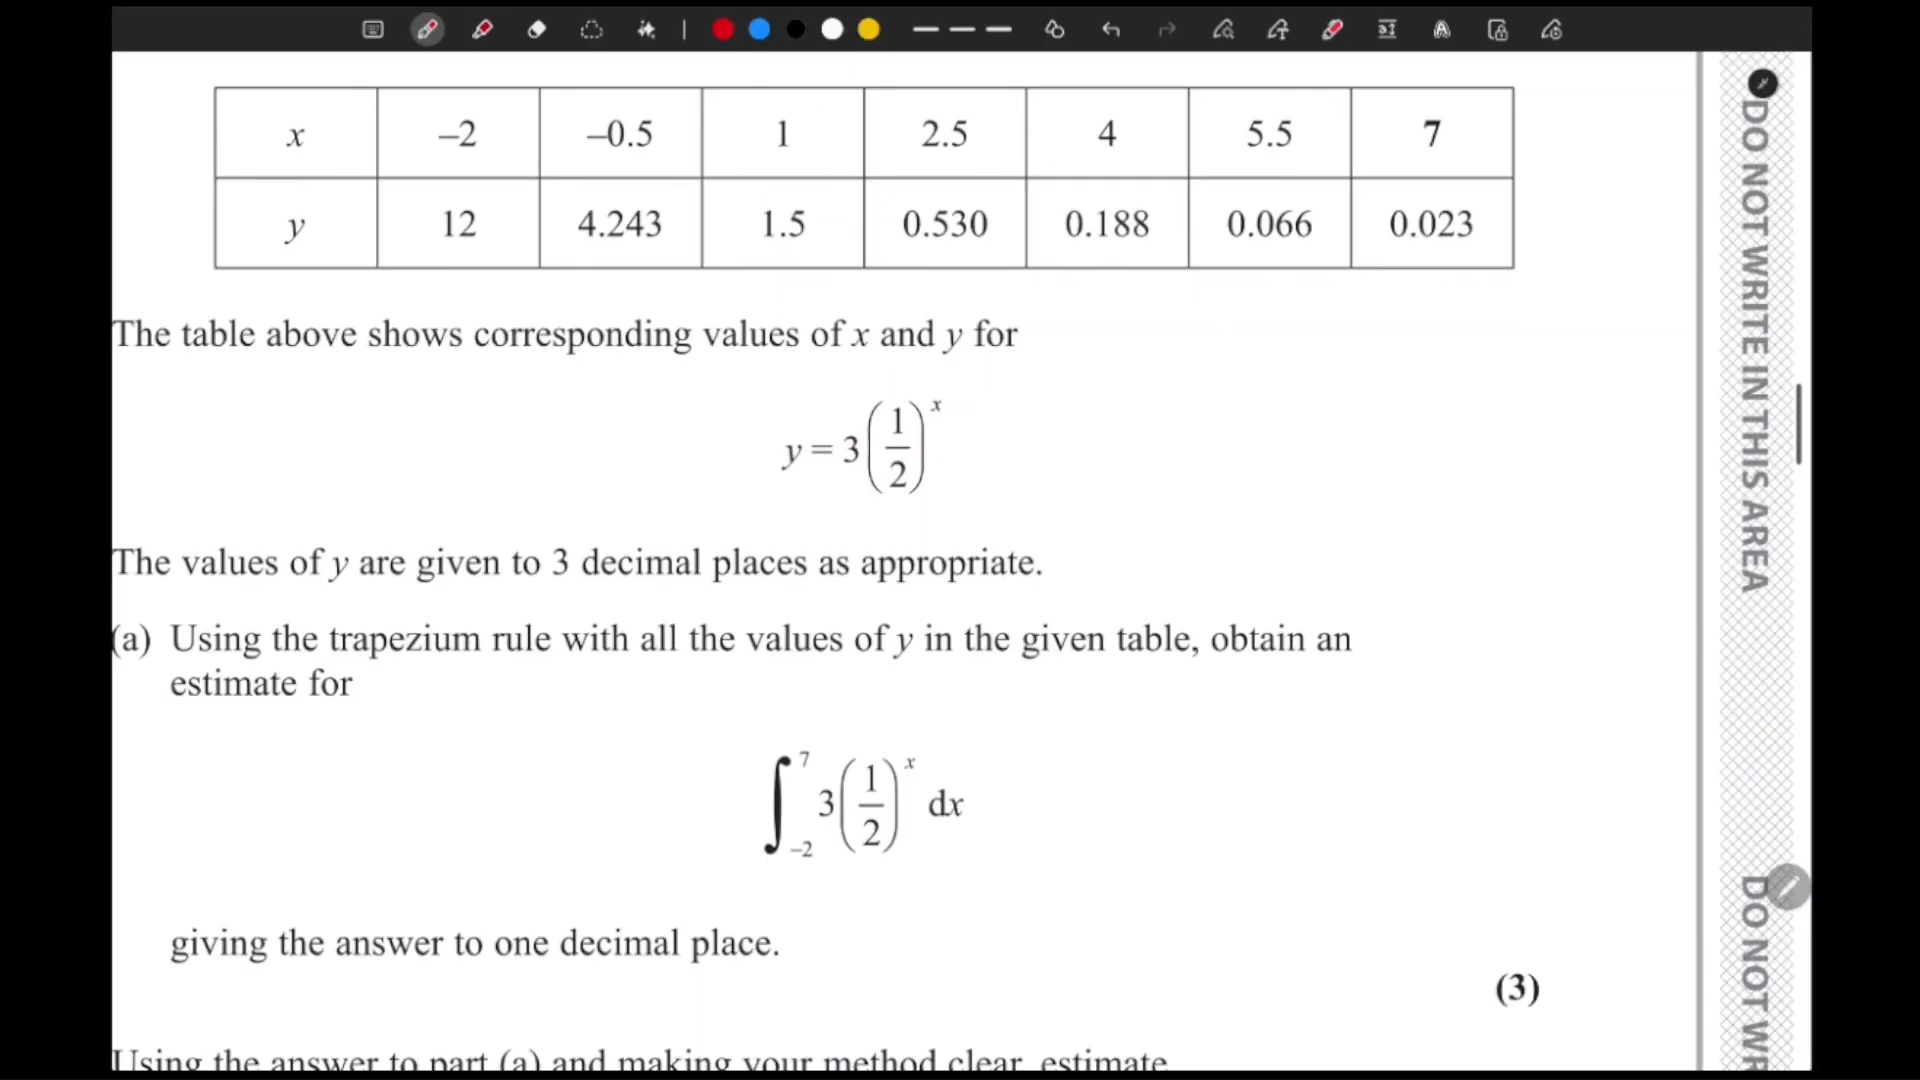 x –2 –0.5 1 2.5 4 5.5 7
y 12 4.243 1.5 0.530 0.188 0.066 0.023
The table above shows corresponding values of x and y for
y = 3(1/2)^x
The values of y are given to 3 decimal places as appropriate.
(a) Using the trapezium rule with all the values of y in the given table, obtain an
estimate for
∫_{–2}^{7} 3(1/2)^x dx
giving the answer to one decimal place.
(3)
Using the answer to part (a) and making your method clear, estimate
DO NOT WRITE IN THIS AREA
DO NOT WR